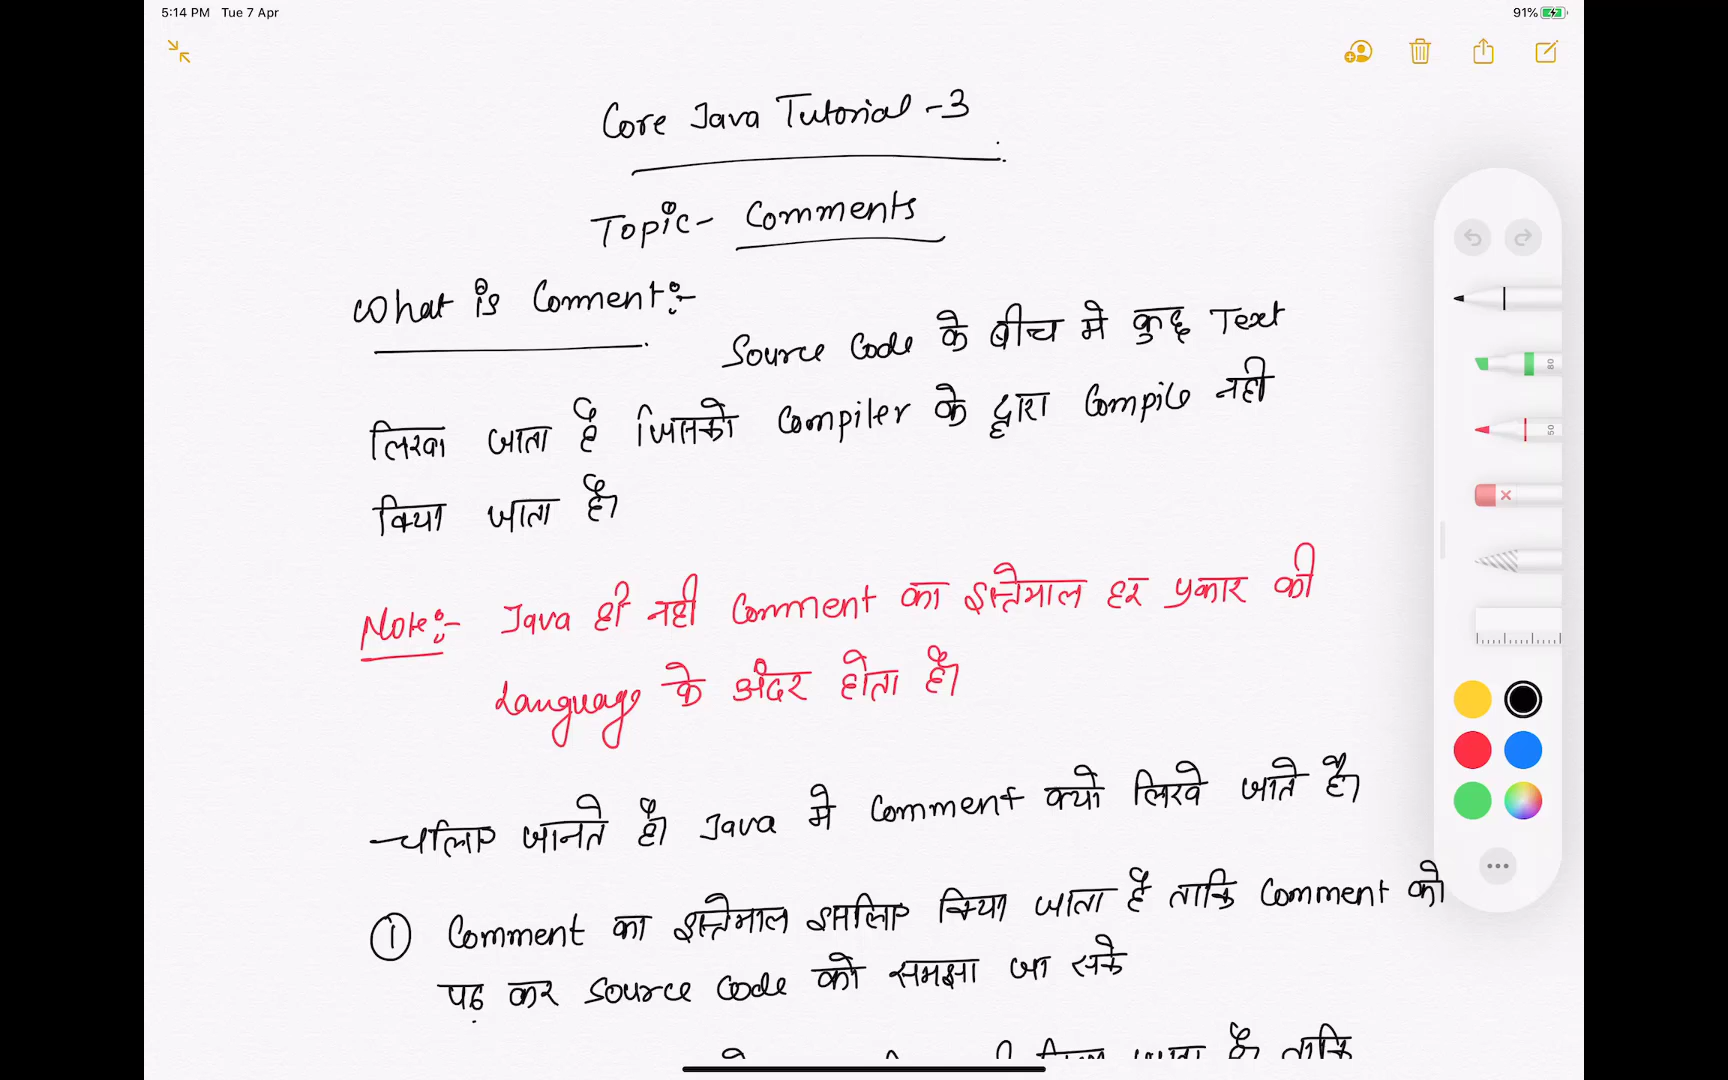 5:14 PM Tue 7 Apr
91%
Core Java Tutorial -3
Topic- Comments
What is Comment:-
Source Code के बीच मे कुछ Text
लिखा जाता है जिसको Compiler के द्वारा Compile नही
किया जाता है।
Note:- Java ही नही Comment का इस्तेमाल हर प्रकार की
Language के अंदर होता है।
चलिए जानते है। Java मे Comment क्यो लिखे जाते है।
① Comment का इस्तेमाल इसलिए किया जाता है ताकि Comment को
पढ़ कर Source Code को समझा जा सके
जाता है। ताकि
80
50